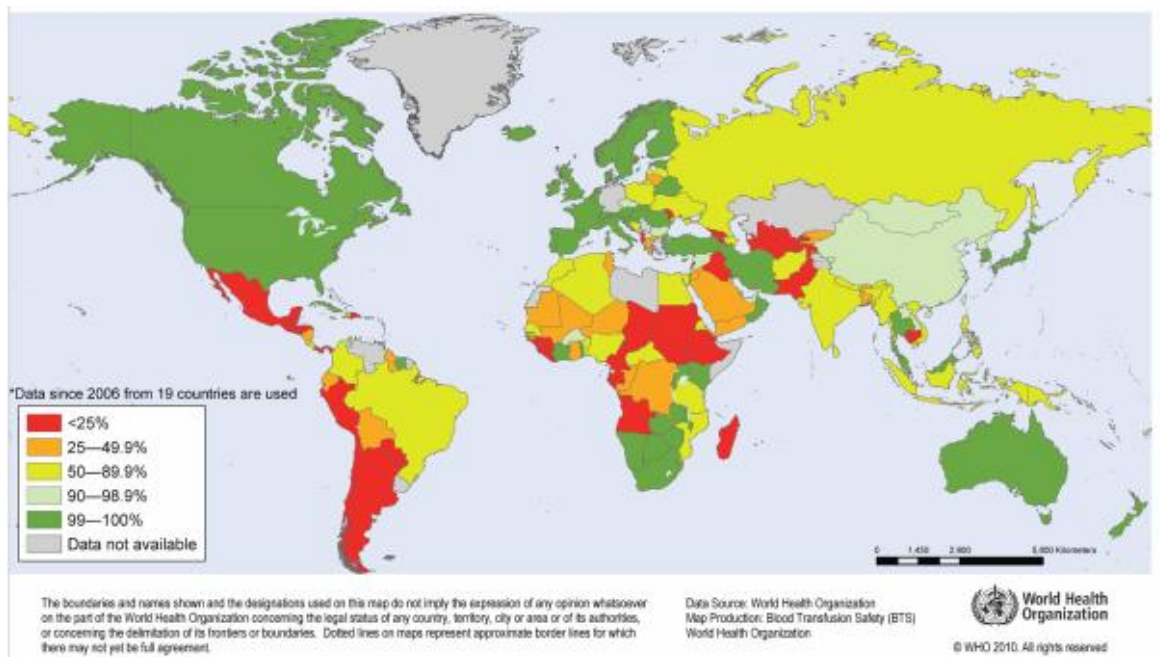 *Data since 2006 from 19 countries are used
<25%
25—49.9%
50—89.9%
90—98.9%
99—100%
Data not available
0 1,450 2,900 5,800 Kilometers
The boundaries and names shown and the designations used on this map do not imply the expression of any opinion whatsoever
on the part of the World Health Organization concerning the legal status of any country, territory, city or area or of its authorities,
or concerning the delimitation of its frontiers or boundaries. Dotted lines on maps represent approximate border lines for which
there may not yet be full agreement.
Data Source: World Health Organization
Map Production: Blood Transfusion Safety (BTS)
World Health Organization
World Health
Organization
© WHO 2010. All rights reserved